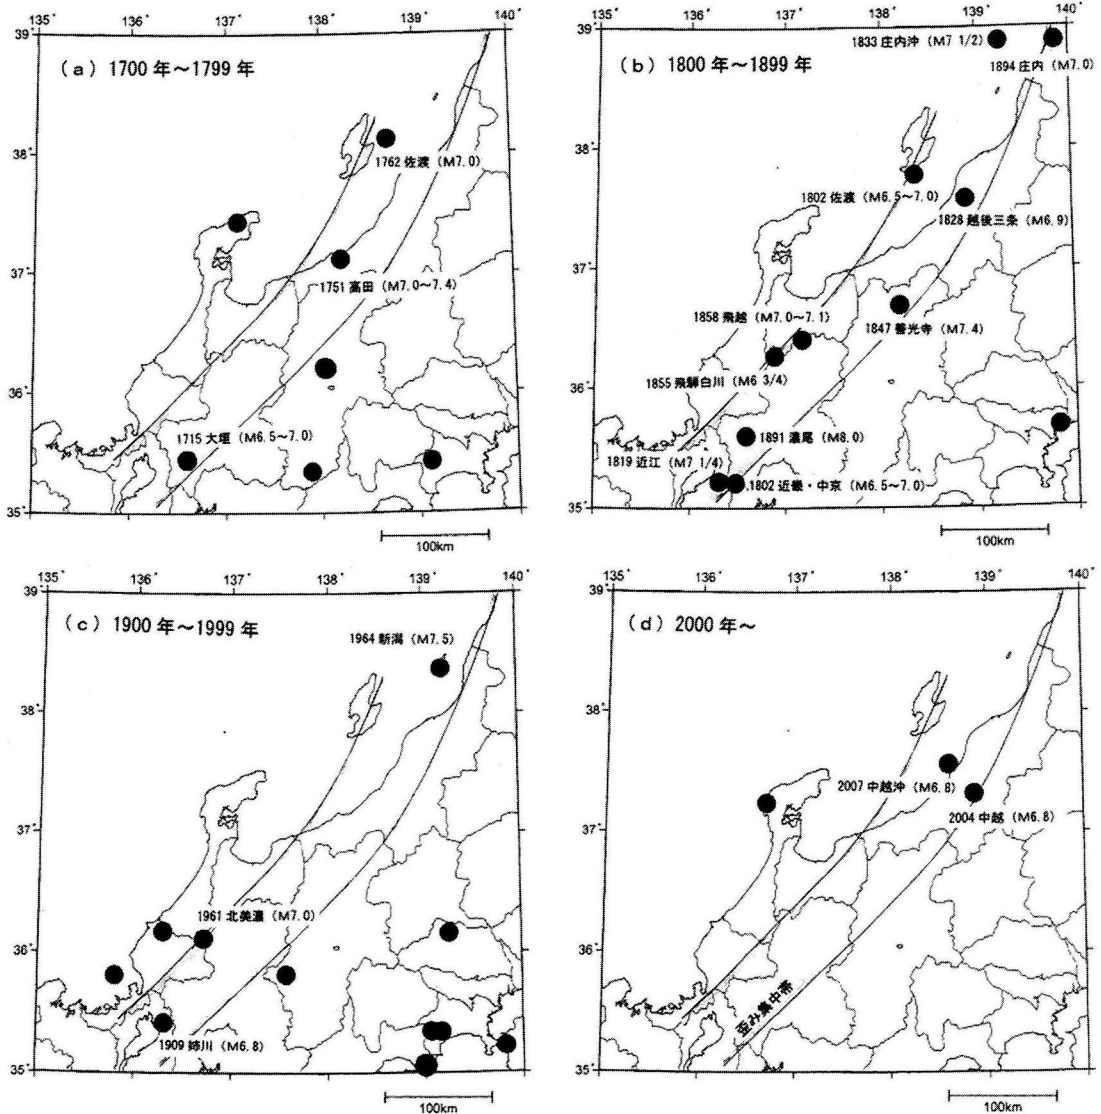 135° 136° 137° 138° 139° 140°
39°
(a) 1700年～1799年
38°
1762 佐渡 (M7.0)
37°
1751 高田 (M7.0～7.4)
36°
1715 大垣 (M6.5～7.0)
35°
100km
135° 136° 137° 138° 139° 140°
39°
1833 庄内沖 (M7 1/2)
(b) 1800年～1899年
1894 庄内 (M7.0)
38°
1802 佐渡 (M6.5～7.0)
1828 越後三条 (M6.9)
37°
1858 飛越 (M7.0～7.1)
1847 善光寺 (M7.4)
36°
1855 飛騨白川 (M6 3/4)
1891 濃尾 (M8.0)
1819 近江 (M7 1/4)
1802 近畿・中京 (M6.5～7.0)
35°
100km
135° 136° 137° 138° 139° 140°
39°
(c) 1900年～1999年
1964 新潟 (M7.5)
38°
37°
1961 北美濃 (M7.0)
36°
1909 姉川 (M6.8)
35°
100km
135° 136° 137° 138° 139° 140°
39°
(d) 2000年～
38°
2007 中越沖 (M6.8)
2004 中越 (M6.8)
37°
36°
歪み集中帯
35°
100km